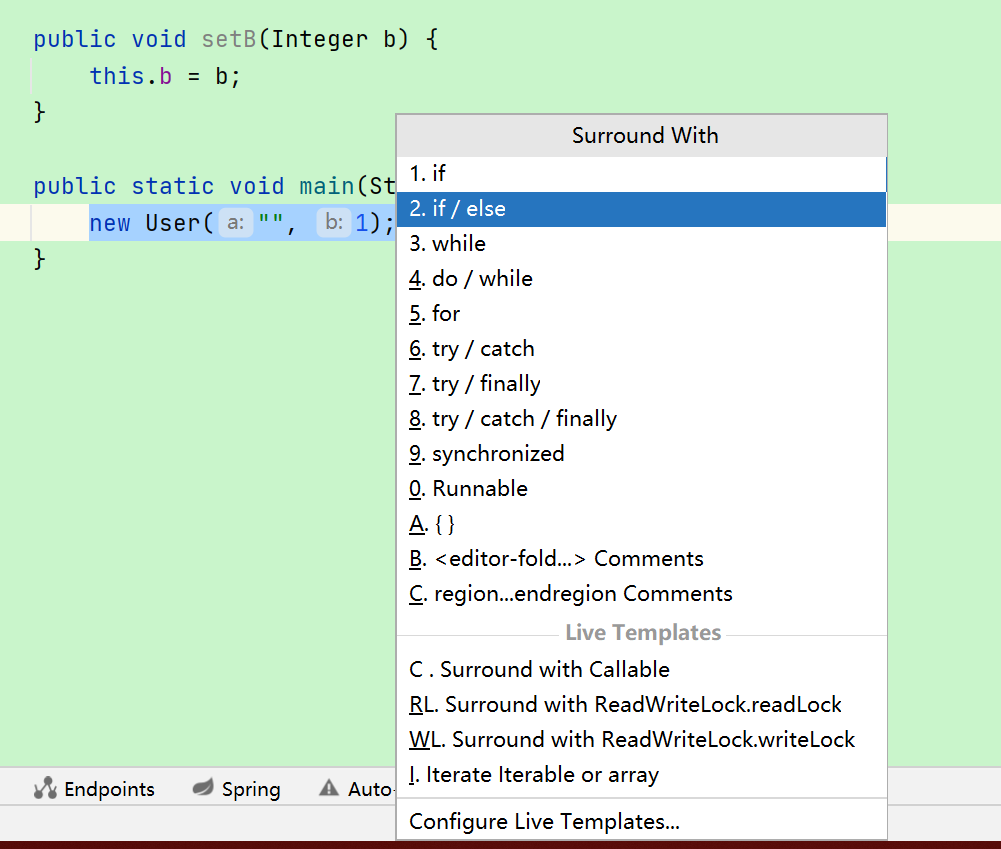 public void setB(Integer b) {
this.b = b;
}
public static void main(St
new User( a: "", b: 1);
}
Surround With
1. if
2. if / else
3. while
4. do / while
5. for
6. try / catch
7. try / finally
8. try / catch / finally
9. synchronized
0. Runnable
A. { }
B. <editor-fold...> Comments
C. region...endregion Comments
Live Templates
C . Surround with Callable
RL. Surround with ReadWriteLock.readLock
WL. Surround with ReadWriteLock.writeLock
I. Iterate Iterable or array
Configure Live Templates...
Endpoints Spring Auto-